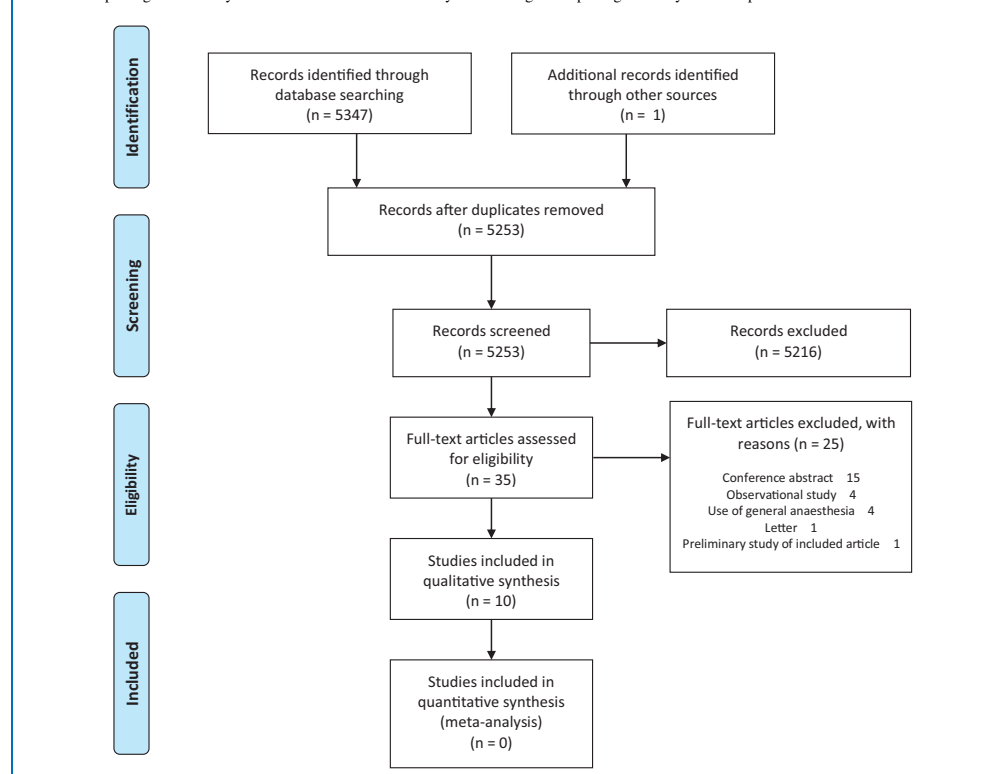 Identification
Records identified through
database searching
(n = 5347)
Additional records identified
through other sources
(n = 1)
Records after duplicates removed
(n = 5253)
Screening
Records screened
(n = 5253)
Records excluded
(n = 5216)
Eligibility
Full-text articles assessed
for eligibility
(n = 35)
Full-text articles excluded, with
reasons (n = 25)
Conference abstract 15
Observational study 4
Use of general anaesthesia 4
Letter 1
Preliminary study of included article 1
Studies included in
qualitative synthesis
(n = 10)
Included
Studies included in
quantitative synthesis
(meta-analysis)
(n = 0)